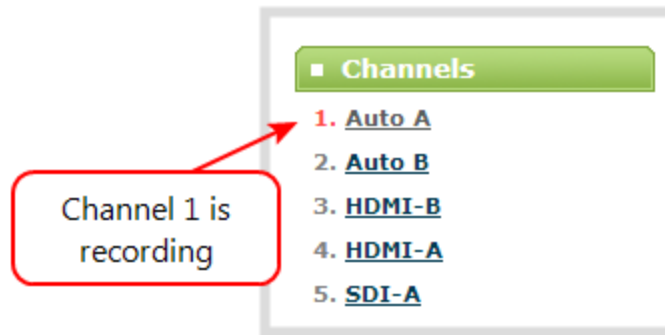 Channels
1. Auto A
2. Auto B
3. HDMI-B
4. HDMI-A
5. SDI-A
Channel 1 is
recording